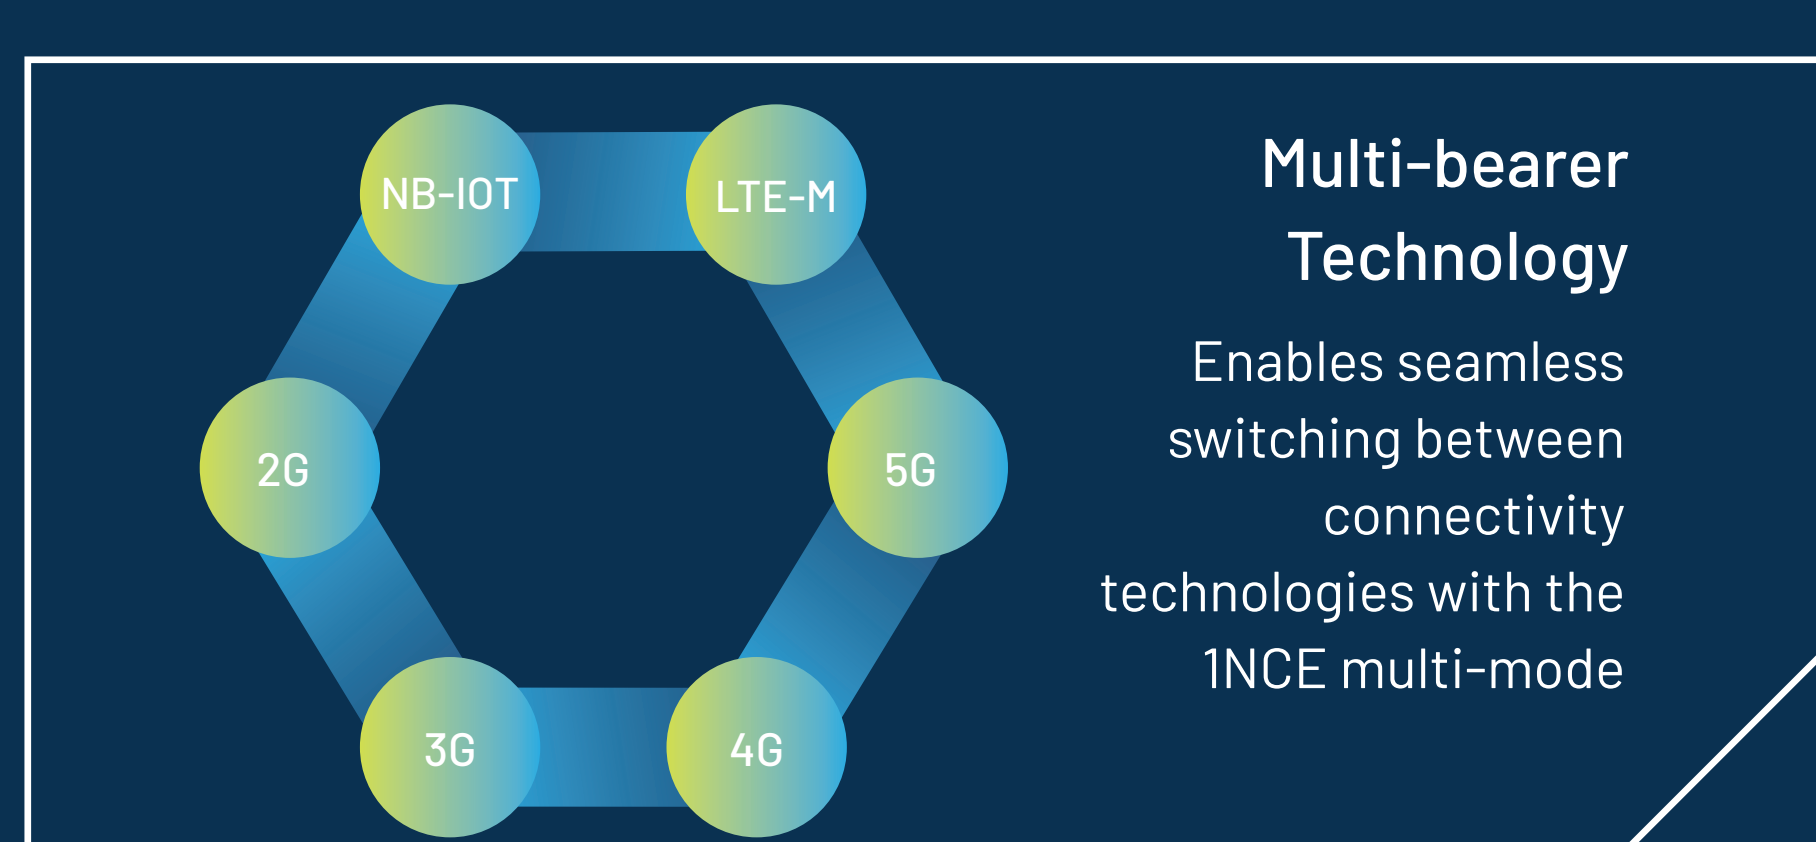 NB-IOT
LTE-M
2G
5G
3G
4G
Multi-bearer
Technology
Enables seamless
switching between
connectivity
technologies with the
1NCE multi-mode